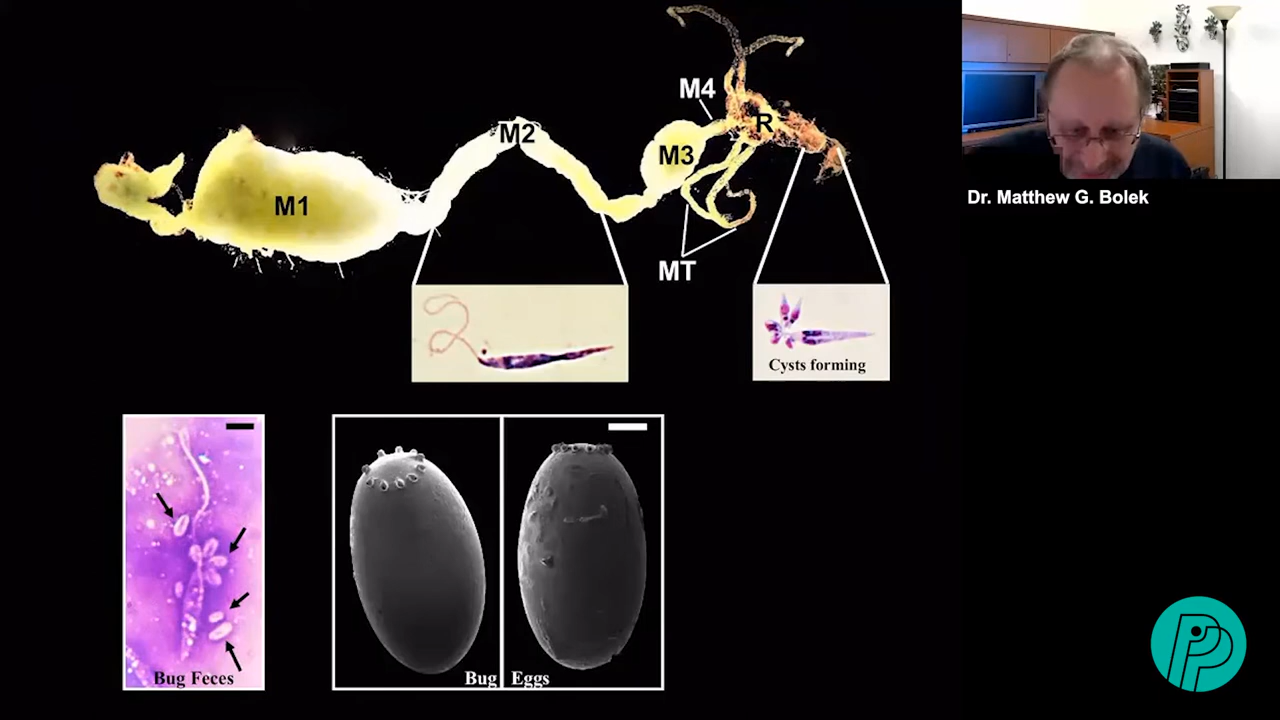 M4
R
M2
M3
M1
MT
Dr. Matthew G. Bolek
Cysts forming
Bug Feces
Bug Eggs